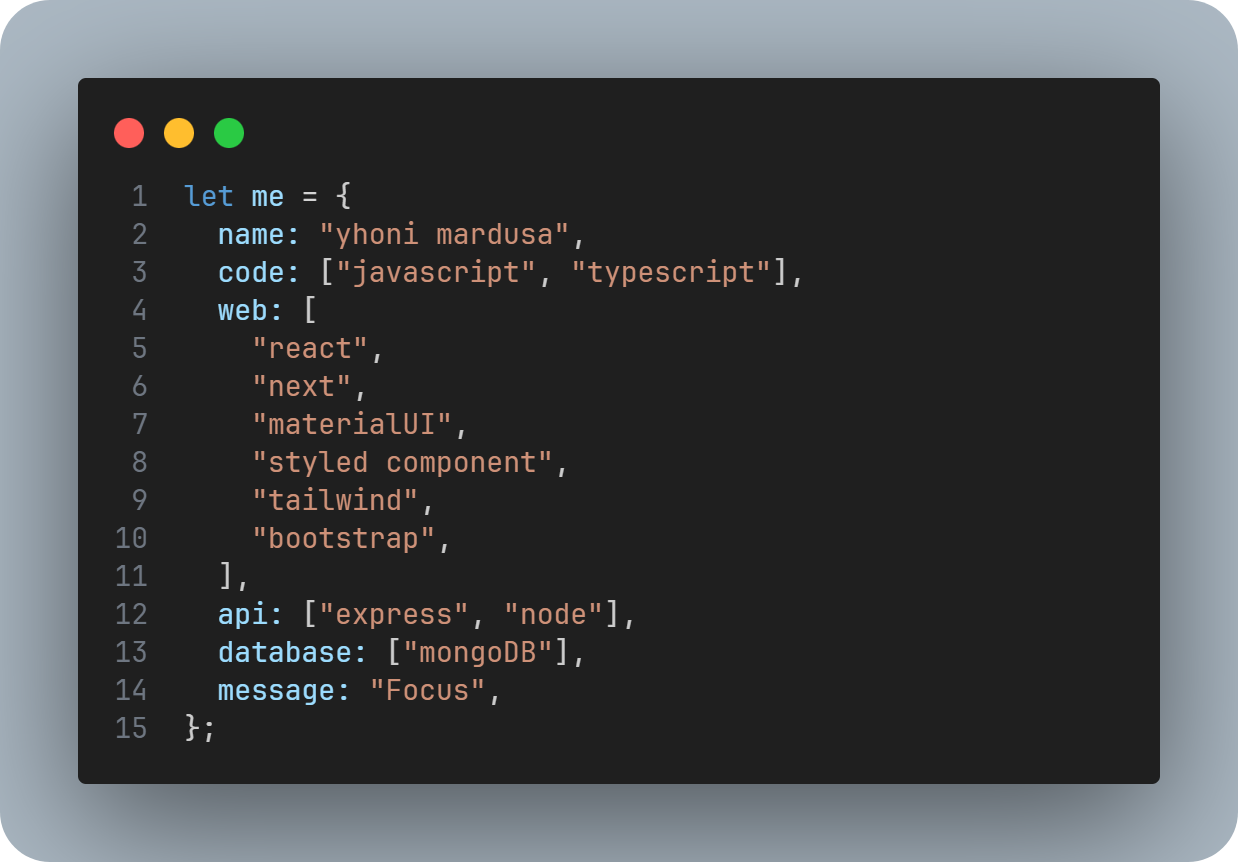 1 let me = {
2   name: "yhoni mardusa",
3   code: ["javascript", "typescript"],
4   web: [
5     "react",
6     "next",
7     "materialUI",
8     "styled component",
9     "tailwind",
10     "bootstrap",
11   ],
12   api: ["express", "node"],
13   database: ["mongoDB"],
14   message: "Focus",
15 };